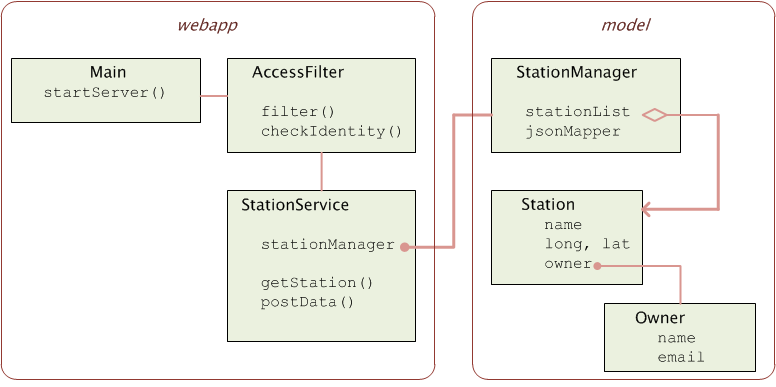 webapp
Main
startServer()
AccessFilter
filter()
checkIdentity()
StationService
stationManager
getStation()
postData()
model
StationManager
stationList
jsonMapper
Station
name
long, lat
owner
Owner
name
email